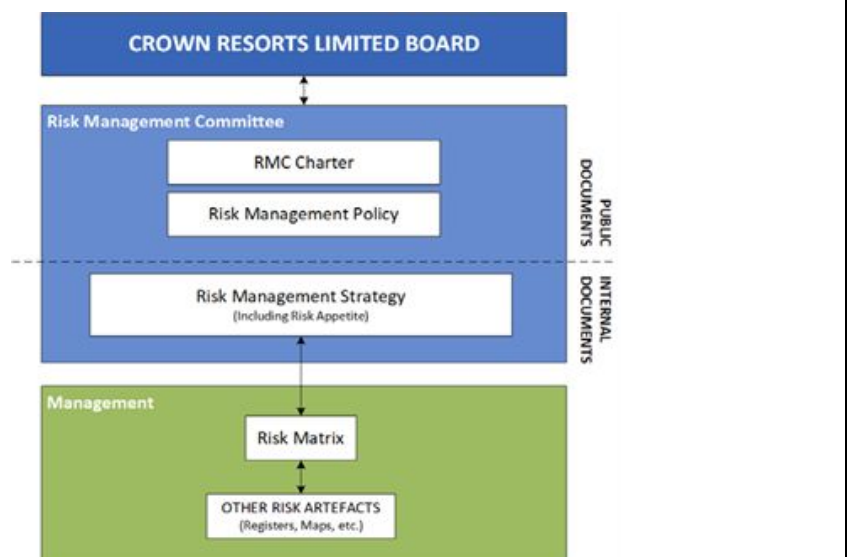 CROWN RESORTS LIMITED BOARD
Risk Management Committee
RMC Charter
Risk Management Policy
PUBLIC
DOCUMENTS
Risk Management Strategy
(Including Risk Appetite)
INTERNAL
DOCUMENTS
Management
Risk Matrix
OTHER RISK ARTEFACTS
(Registers, Maps, etc.)